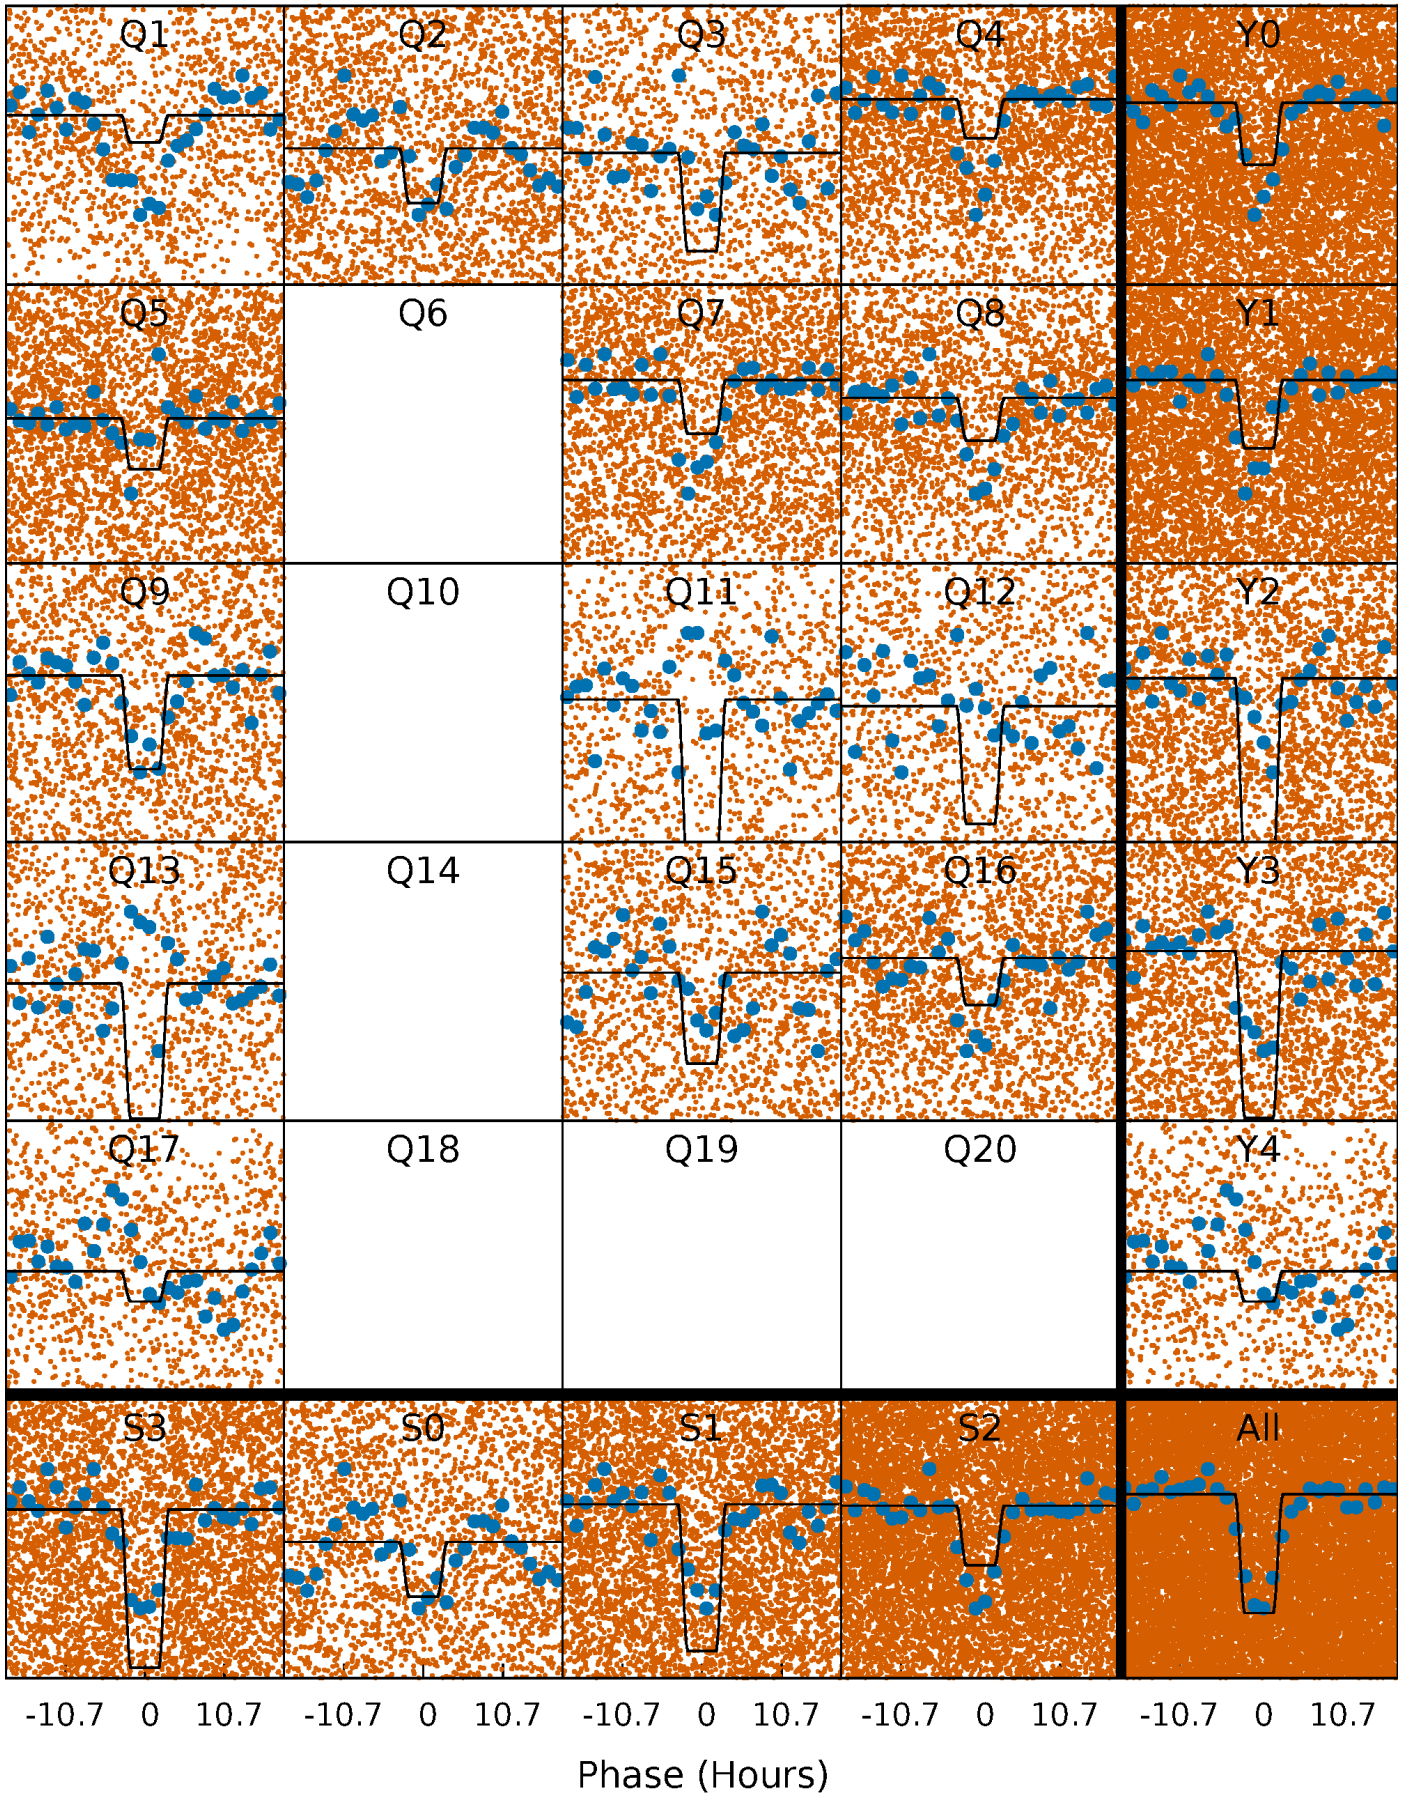 Q1 Q2 Q3 Q4 Y0
Q5 Q6 Q7 Q8 Y1
Q9 Q10 Q11 Q12 Y2
Q13 Q14 Q15 Q16 Y3
Q17 Q18 Q19 Q20 Y4
S3 S0 S1 S2 All
-10.7 0 10.7 -10.7 0 10.7 -10.7 0 10.7 -10.7 0 10.7 -10.7 0 10.7
Phase (Hours)